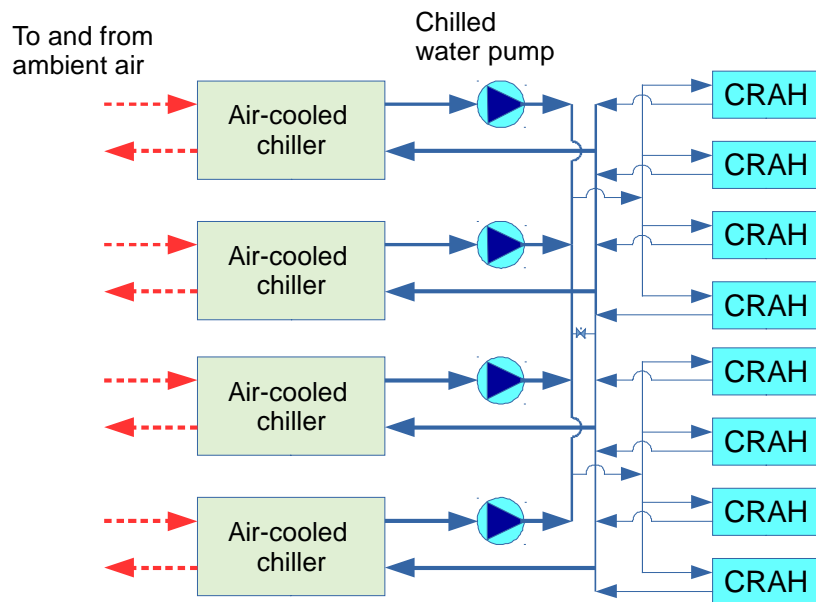 To and from
ambient air
Chilled
water pump
Air-cooled
chiller
Air-cooled
chiller
Air-cooled
chiller
Air-cooled
chiller
CRAH
CRAH
CRAH
CRAH
CRAH
CRAH
CRAH
CRAH